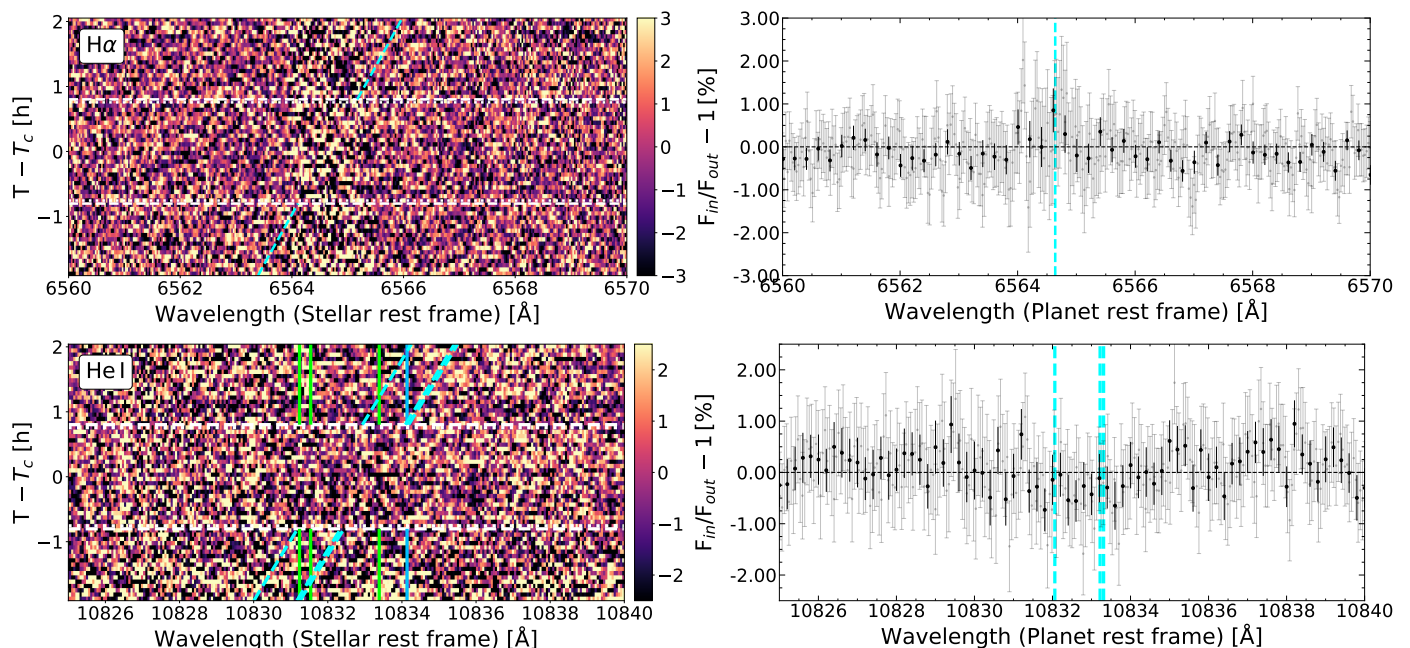 Hα
T − T_c [h]
2
1
0
−1
6560 6562 6564 6566 6568 6570
Wavelength (Stellar rest frame) [Å]
3
2
1
0
−1
−2
−3
F_in/F_out − 1 [%]
3.00
2.00
1.00
0.00
-1.00
-2.00
-3.00
6560 6562 6564 6566 6568 6570
Wavelength (Planet rest frame) [Å]
He I
T − T_c [h]
2
1
0
−1
10826 10828 10830 10832 10834 10836 10838 10840
Wavelength (Stellar rest frame) [Å]
2
1
0
−1
−2
F_in/F_out − 1 [%]
2.00
1.00
0.00
-1.00
-2.00
10826 10828 10830 10832 10834 10836 10838 10840
Wavelength (Planet rest frame) [Å]